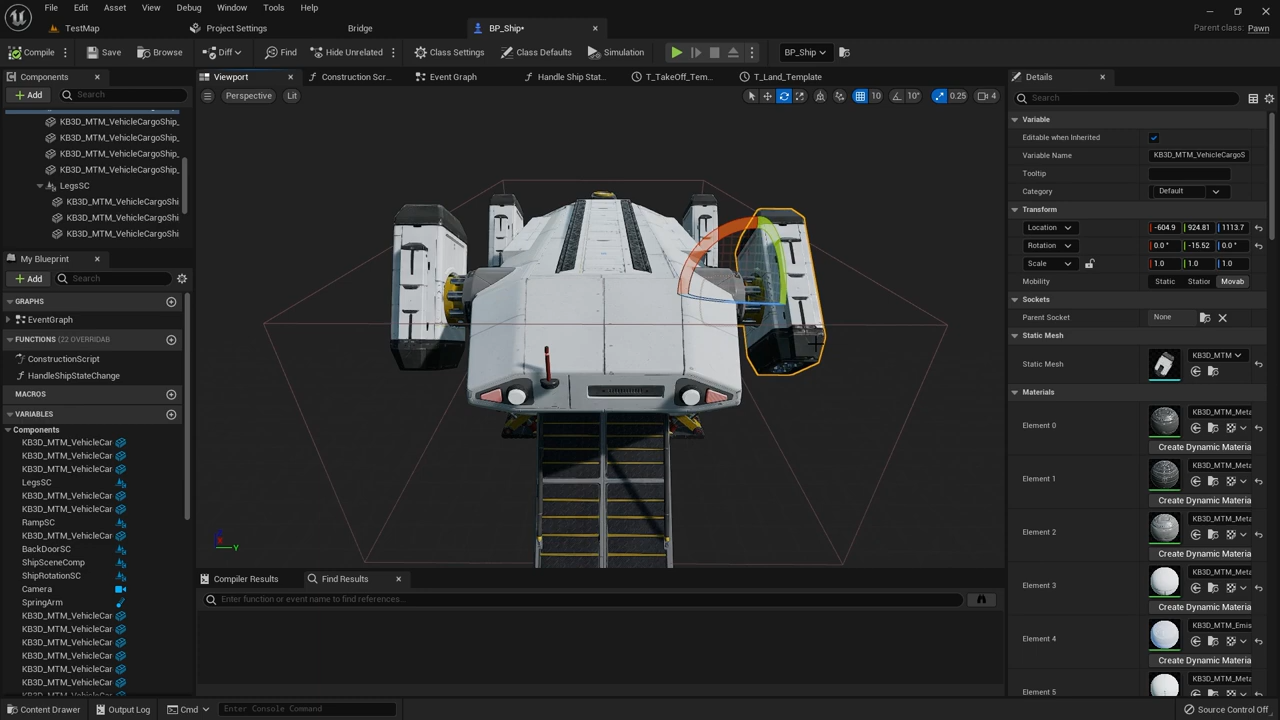 File Edit Asset View Debug Window Tools Help
TestMap Project Settings Bridge BP_Ship•
Parent class: Pawn
Compile Save Browse Diff Find Hide Unrelated Class Settings Class Defaults Simulation BP_Ship
Components
Add Search
KB3D_MTM_VehicleCargoShip_
KB3D_MTM_VehicleCargoShip_
KB3D_MTM_VehicleCargoShip_
KB3D_MTM_VehicleCargoShip_
LegsSC
KB3D_MTM_VehicleCargoShi
KB3D_MTM_VehicleCargoShi
KB3D_MTM_VehicleCargoShi
My Blueprint
Add Search
GRAPHS
EventGraph
FUNCTIONS (22 OVERRIDAB
ConstructionScript
HandleShipStateChange
MACROS
VARIABLES
Components
KB3D_MTM_VehicleCar
KB3D_MTM_VehicleCar
KB3D_MTM_VehicleCar
LegsSC
KB3D_MTM_VehicleCar
KB3D_MTM_VehicleCar
RampSC
KB3D_MTM_VehicleCar
BackDoorSC
ShipSceneComp
ShipRotationSC
Camera
SpringArm
KB3D_MTM_VehicleCar
KB3D_MTM_VehicleCar
KB3D_MTM_VehicleCar
KB3D_MTM_VehicleCar
KB3D_MTM_VehicleCar
KB3D_MTM_VehicleCar
Viewport Construction Scr... Event Graph Handle Ship Stat... T_TakeOff_Tem... T_Land_Template
Perspective Lit 10 10° 0.25 4
X Y
Compiler Results Find Results
Enter function or event name to find references...
Details
Search
Variable
Editable when Inherited
Variable Name KB3D_MTM_VehicleCargoS
Tooltip
Category Default
Transform
Location -604.9 924.81 1113.7
Rotation 0.0 ° -15.52 0.0 °
Scale 1.0 1.0 1.0
Mobility Static Station Movab
Sockets
Parent Socket None
Static Mesh
Static Mesh KB3D_MTM
Materials
Element 0 KB3D_MTM_Meta
Create Dynamic Materia
Element 1 KB3D_MTM_Meta
Create Dynamic Materia
Element 2 KB3D_MTM_Meta
Create Dynamic Materia
Element 3 KB3D_MTM_Meta
Create Dynamic Materia
Element 4 KB3D_MTM_Emis
Create Dynamic Materia
Element 5 KB3D_MTM_Meta
Content Drawer Output Log Cmd Enter Console Command Source Control Off